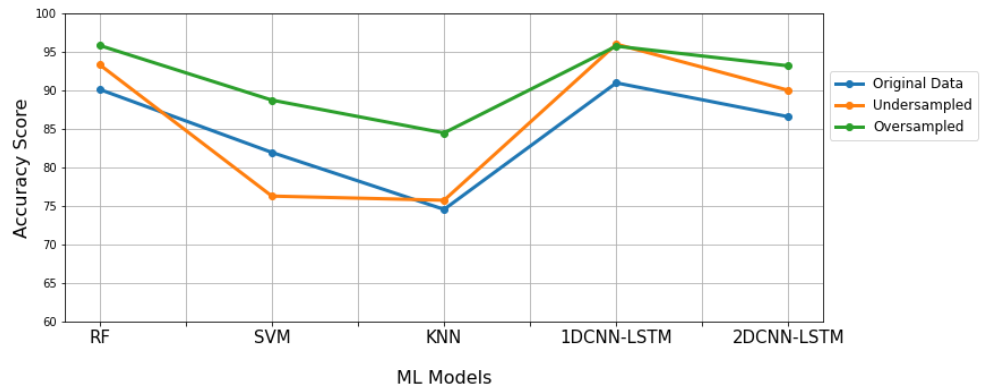 100
95
90
85
80
75
70
65
60
Accuracy Score
RF SVM KNN 1DCNN-LSTM 2DCNN-LSTM
ML Models
Original Data
Undersampled
Oversampled